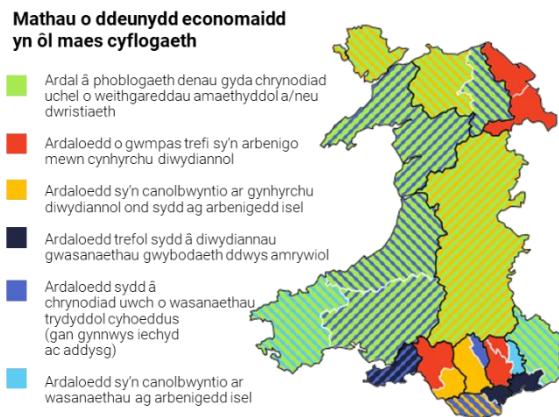 Mathau o ddeunydd economaidd
yn ôl maes cyflogaeth
Ardal â phoblogaeth denau gyda chrynodiad
uchel o weithgareddau amaethyddol a/neu
dwristiaeth
Ardaloedd o gwmpas trefi sy'n arbenigo
mewn cynhyrchu diwydiannol
Ardaloedd sy'n canolbwyntio ar gynhyrchu
diwydiannol ond sydd ag arbenigedd isel
Ardaloedd trefol sydd â diwydiannau
gwasanaethau gwybodaeth ddwys amrywiol
Ardaloedd sydd â
chrynodiad uwch o wasanaethau
trydyddol cyhoeddus
(gan gynnwys iechyd
ac addysg)
Ardaloedd sy'n canolbwyntio ar
wasanaethau ag arbenigedd isel